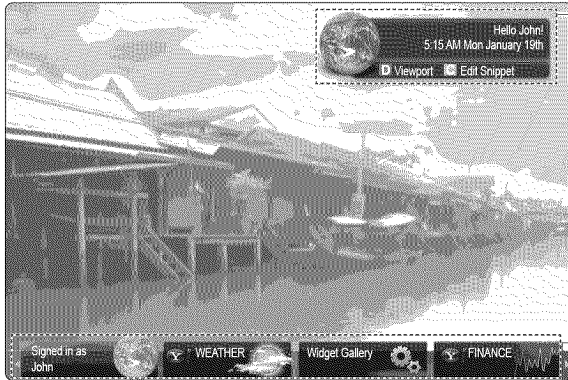 Hello John!
5:15 AM Mon January 19th
D Viewport C Edit Snippet
Signed in as
John
Y! WEATHER
Widget Gallery
Y! FINANCE